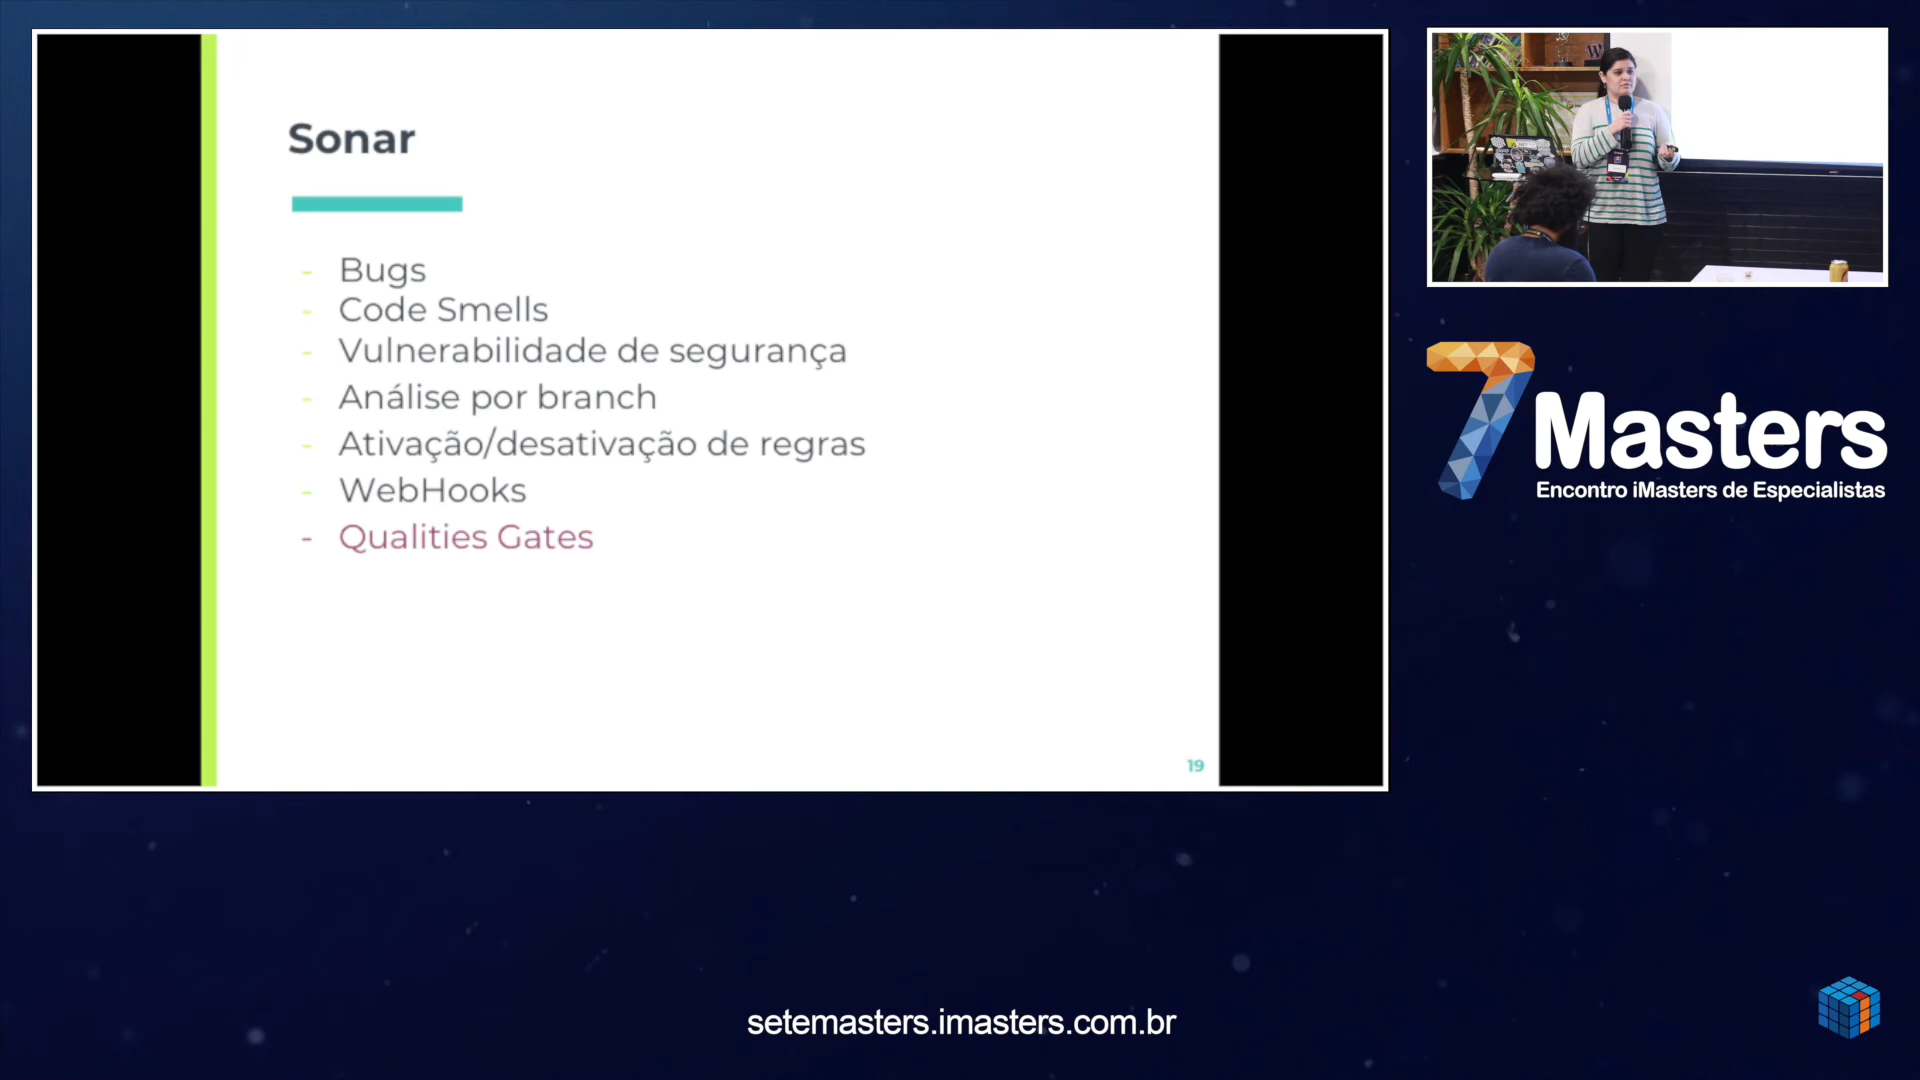 Sonar
- Bugs
- Code Smells
- Vulnerabilidade de segurança
- Análise por branch
- Ativação/desativação de regras
- WebHooks
- Qualities Gates
19
W
7Masters
Encontro iMasters de Especialistas
setemasters.imasters.com.br